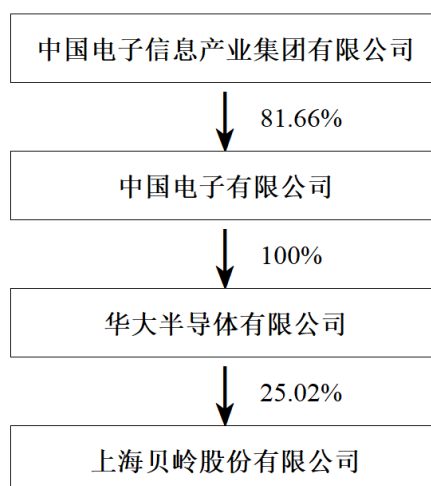 中国电子信息产业集团有限公司
81.66%
中国电子有限公司
100%
华大半导体有限公司
25.02%
上海贝岭股份有限公司